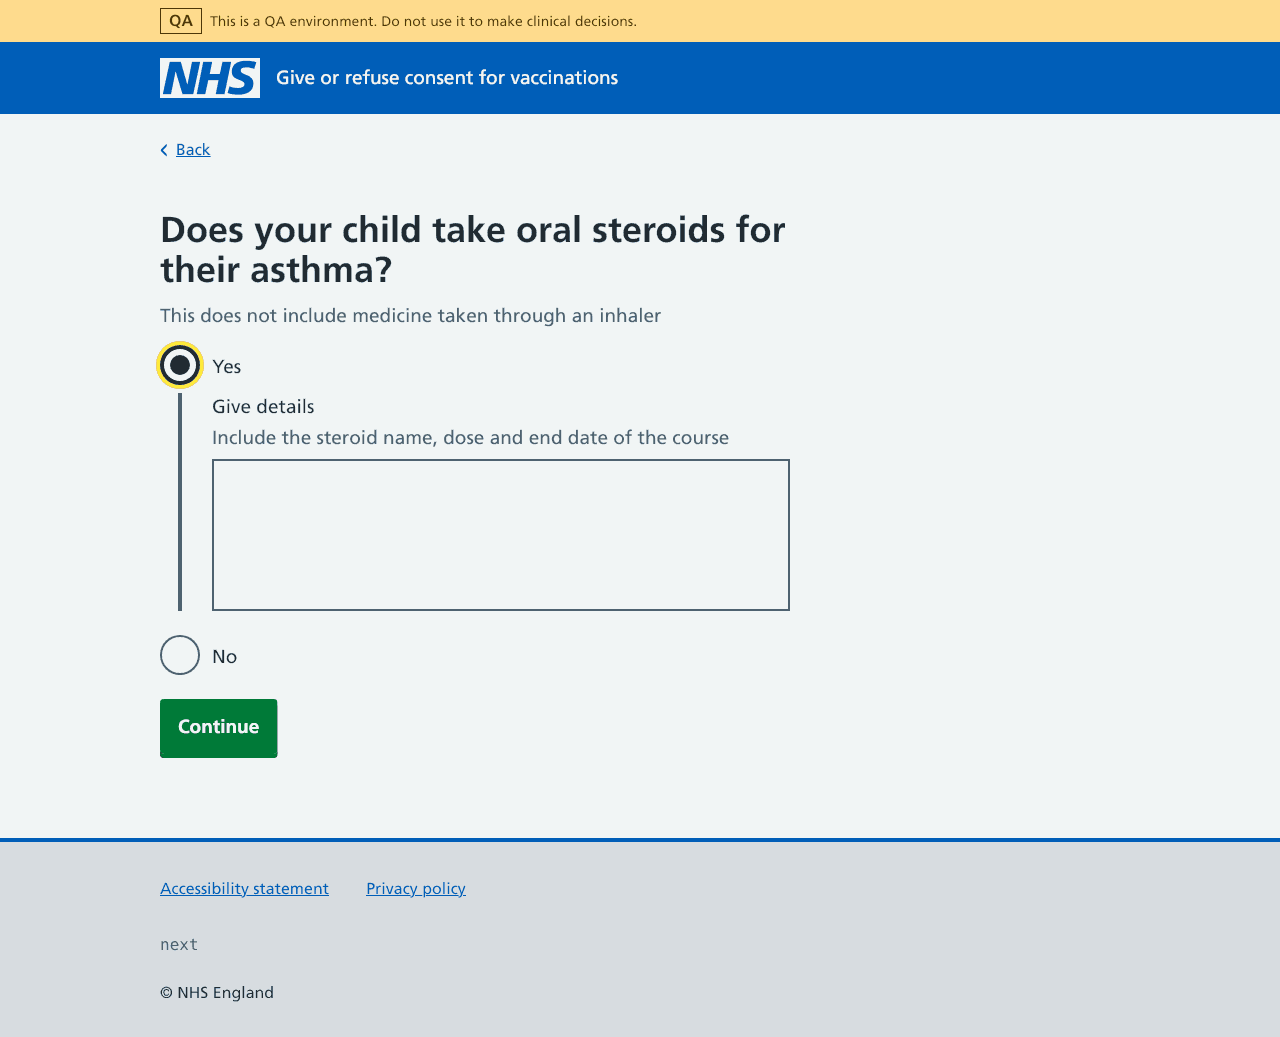 QA This is a QA environment. Do not use it to make clinical decisions.
NHS Give or refuse consent for vaccinations
Back
Does your child take oral steroids for
their asthma?
This does not include medicine taken through an inhaler
Yes
Give details
Include the steroid name, dose and end date of the course
No
Continue
Accessibility statement Privacy policy
next
© NHS England